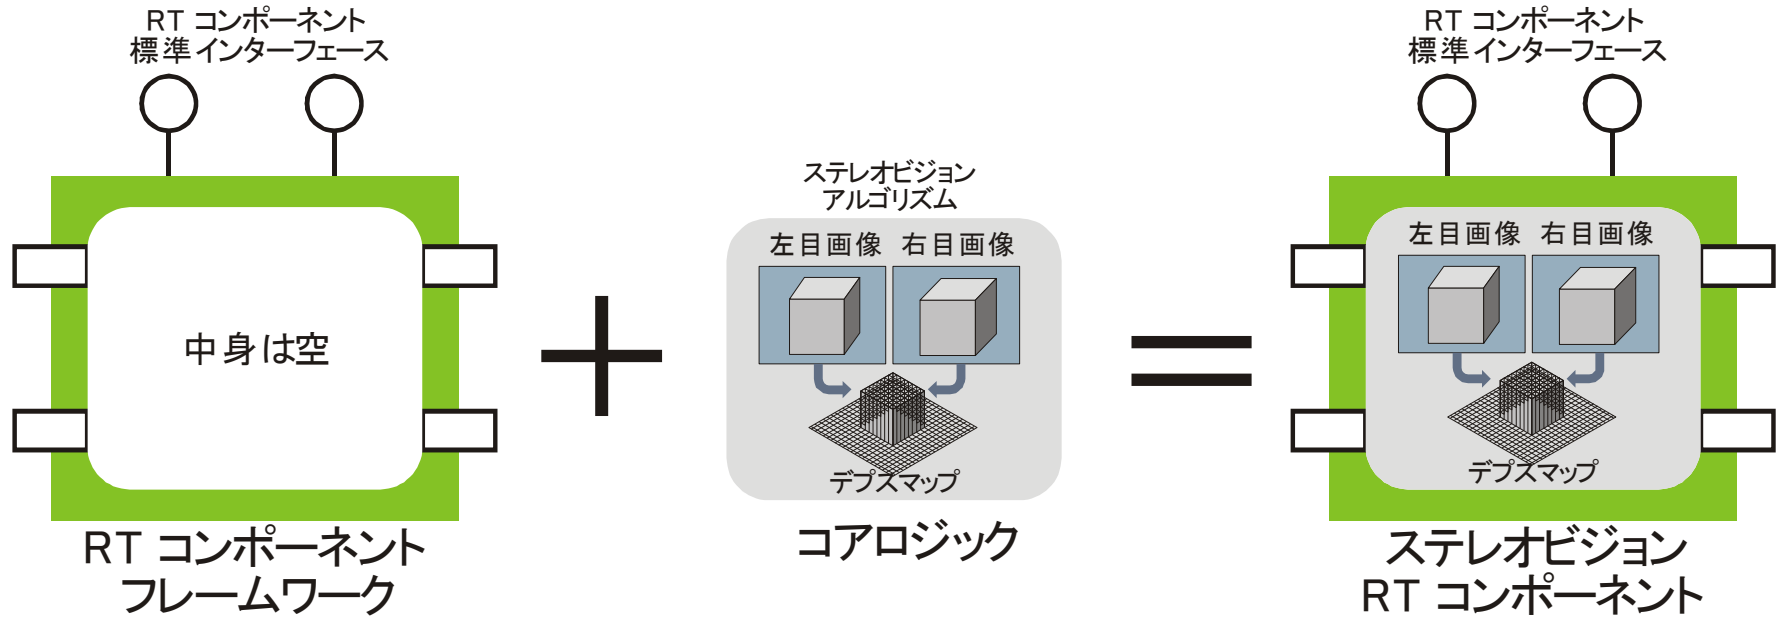 RT コンポーネント
標準インターフェース
中身は空
RT コンポーネント
フレームワーク
ステレオビジョン
アルゴリズム
左目画像 右目画像
デプスマップ
コアロジック
RT コンポーネント
標準インターフェース
左目画像 右目画像
デプスマップ
ステレオビジョン
RT コンポーネント